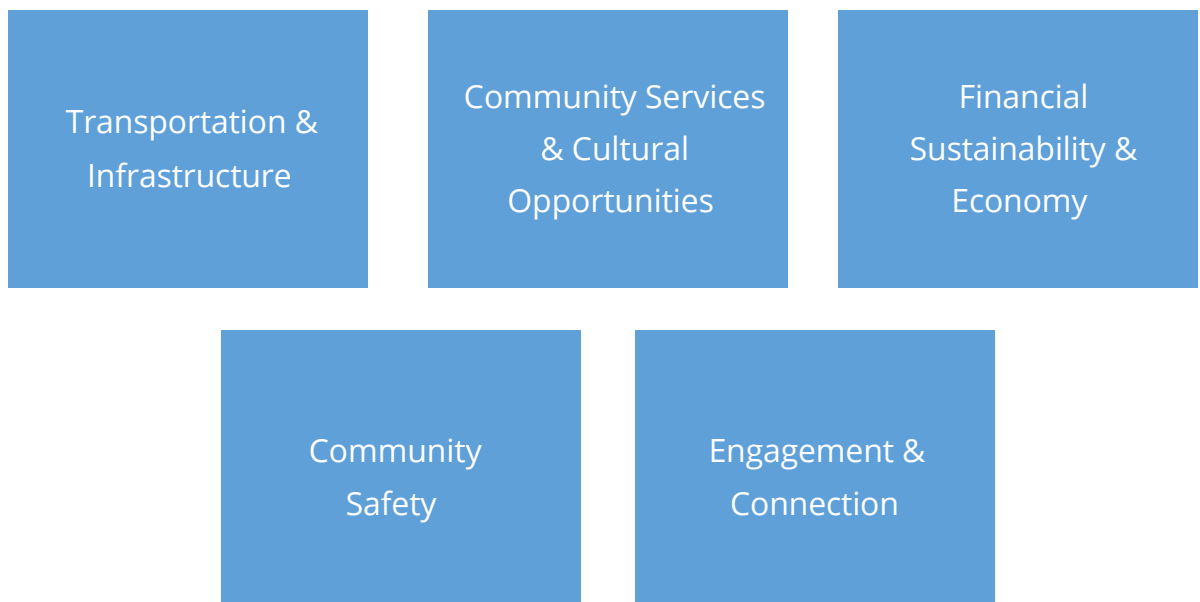 Transportation &
Infrastructure
Community Services
& Cultural
Opportunities
Financial
Sustainability &
Economy
Community
Safety
Engagement &
Connection